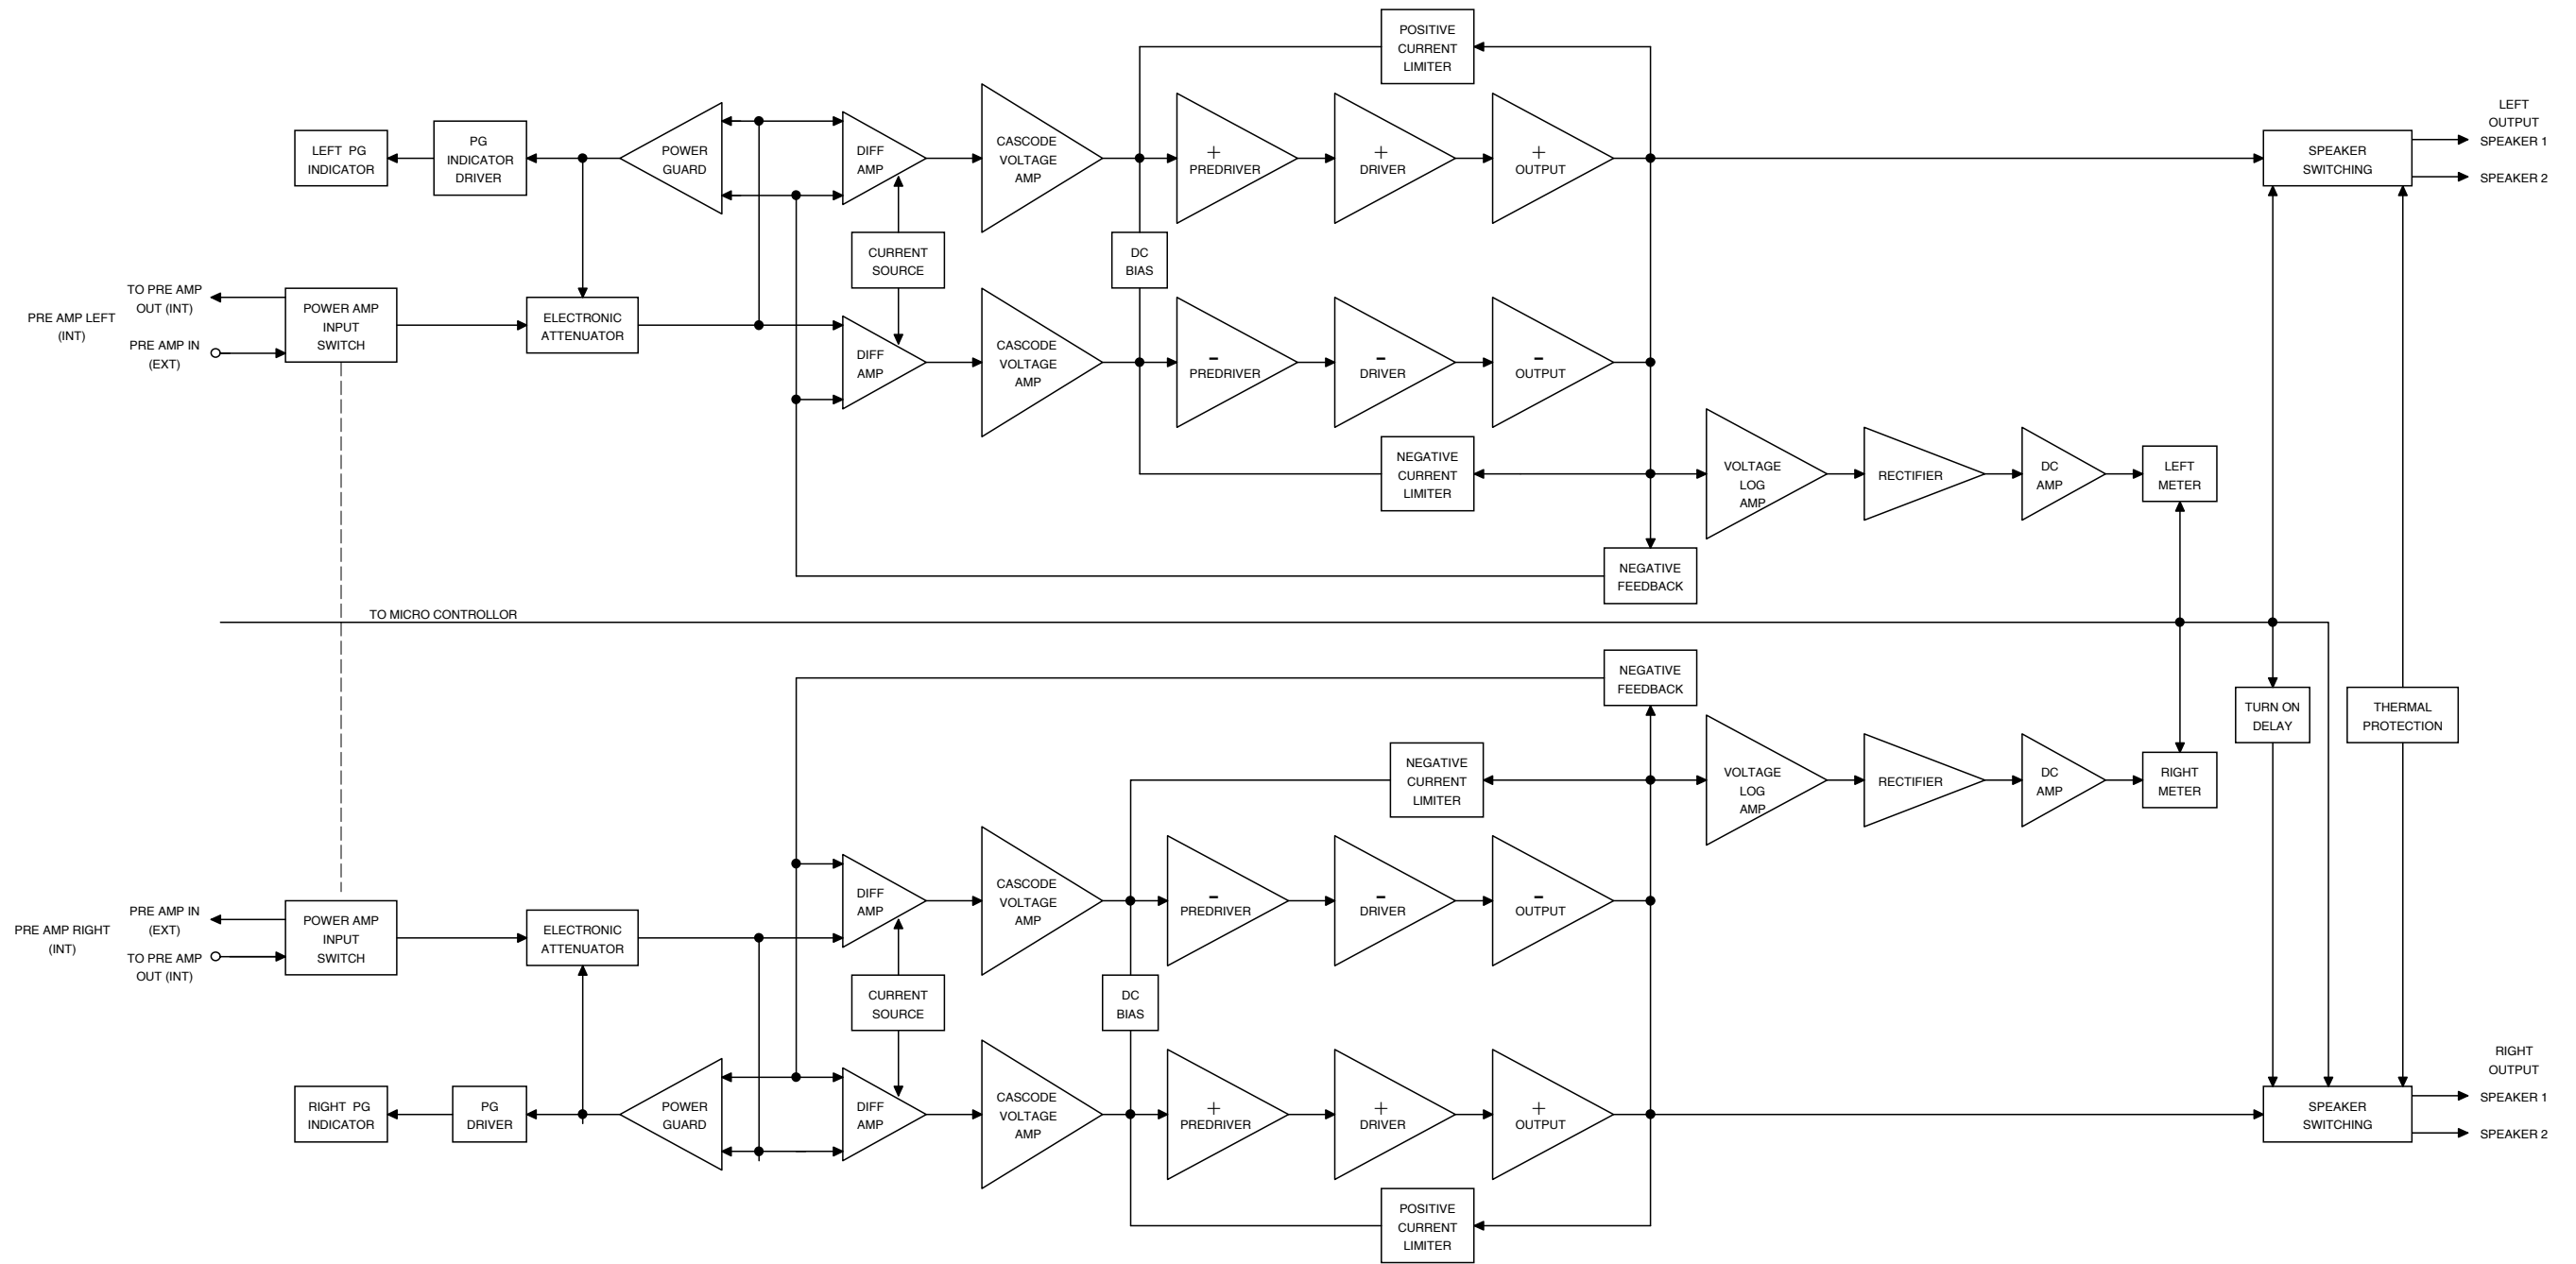 POSITIVE
CURRENT
LIMITER
LEFT PG
INDICATOR
PG
INDICATOR
DRIVER
POWER
GUARD
DIFF
AMP
CASCODE
VOLTAGE
AMP
+
PREDRIVER
+
DRIVER
+
OUTPUT
SPEAKER
SWITCHING
LEFT
OUTPUT
SPEAKER 1
SPEAKER 2
CURRENT
SOURCE
DC
BIAS
PRE AMP LEFT
(INT)
TO PRE AMP
OUT (INT)
PRE AMP IN
(EXT)
POWER AMP
INPUT
SWITCH
ELECTRONIC
ATTENUATOR
DIFF
AMP
CASCODE
VOLTAGE
AMP
-
PREDRIVER
-
DRIVER
-
OUTPUT
NEGATIVE
CURRENT
LIMITER
VOLTAGE
LOG
AMP
RECTIFIER
DC
AMP
LEFT
METER
NEGATIVE
FEEDBACK
TO MICRO CONTROLLOR
NEGATIVE
FEEDBACK
TURN ON
DELAY
THERMAL
PROTECTION
NEGATIVE
CURRENT
LIMITER
VOLTAGE
LOG
AMP
RECTIFIER
DC
AMP
RIGHT
METER
PRE AMP RIGHT
(INT)
PRE AMP IN
(EXT)
TO PRE AMP
OUT (INT)
POWER AMP
INPUT
SWITCH
ELECTRONIC
ATTENUATOR
DIFF
AMP
CASCODE
VOLTAGE
AMP
-
PREDRIVER
-
DRIVER
-
OUTPUT
CURRENT
SOURCE
DC
BIAS
RIGHT PG
INDICATOR
PG
DRIVER
POWER
GUARD
DIFF
AMP
CASCODE
VOLTAGE
AMP
+
PREDRIVER
+
DRIVER
+
OUTPUT
SPEAKER
SWITCHING
RIGHT
OUTPUT
SPEAKER 1
SPEAKER 2
POSITIVE
CURRENT
LIMITER